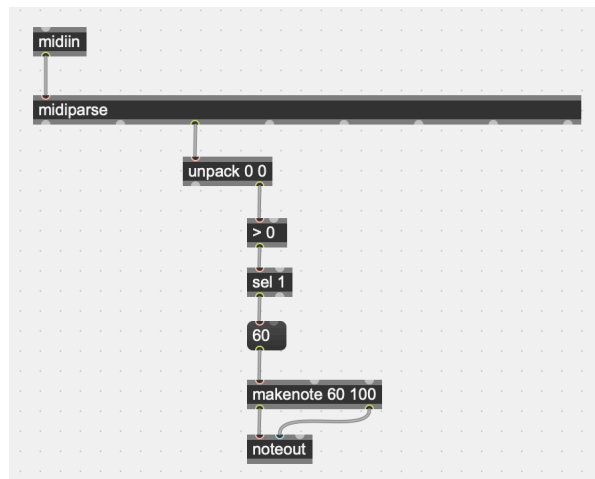 midiin
midiparse
unpack 0 0
> 0
sel 1
60
makenote 60 100
noteout